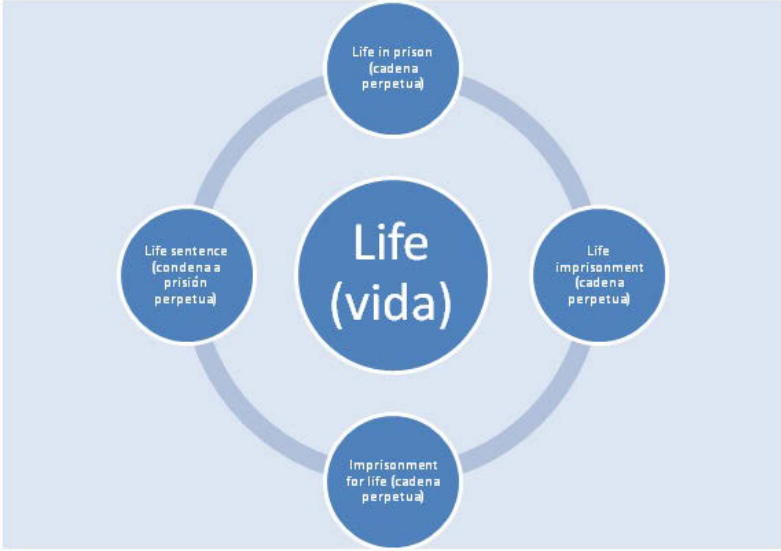 Life in prison
(cadena
perpetua)
Life sentence
(condena a
prisión
perpetua)
Life
(vida)
Life
imprisonment
(cadena
perpetua)
Imprisonment
for life (cadena
perpetua)